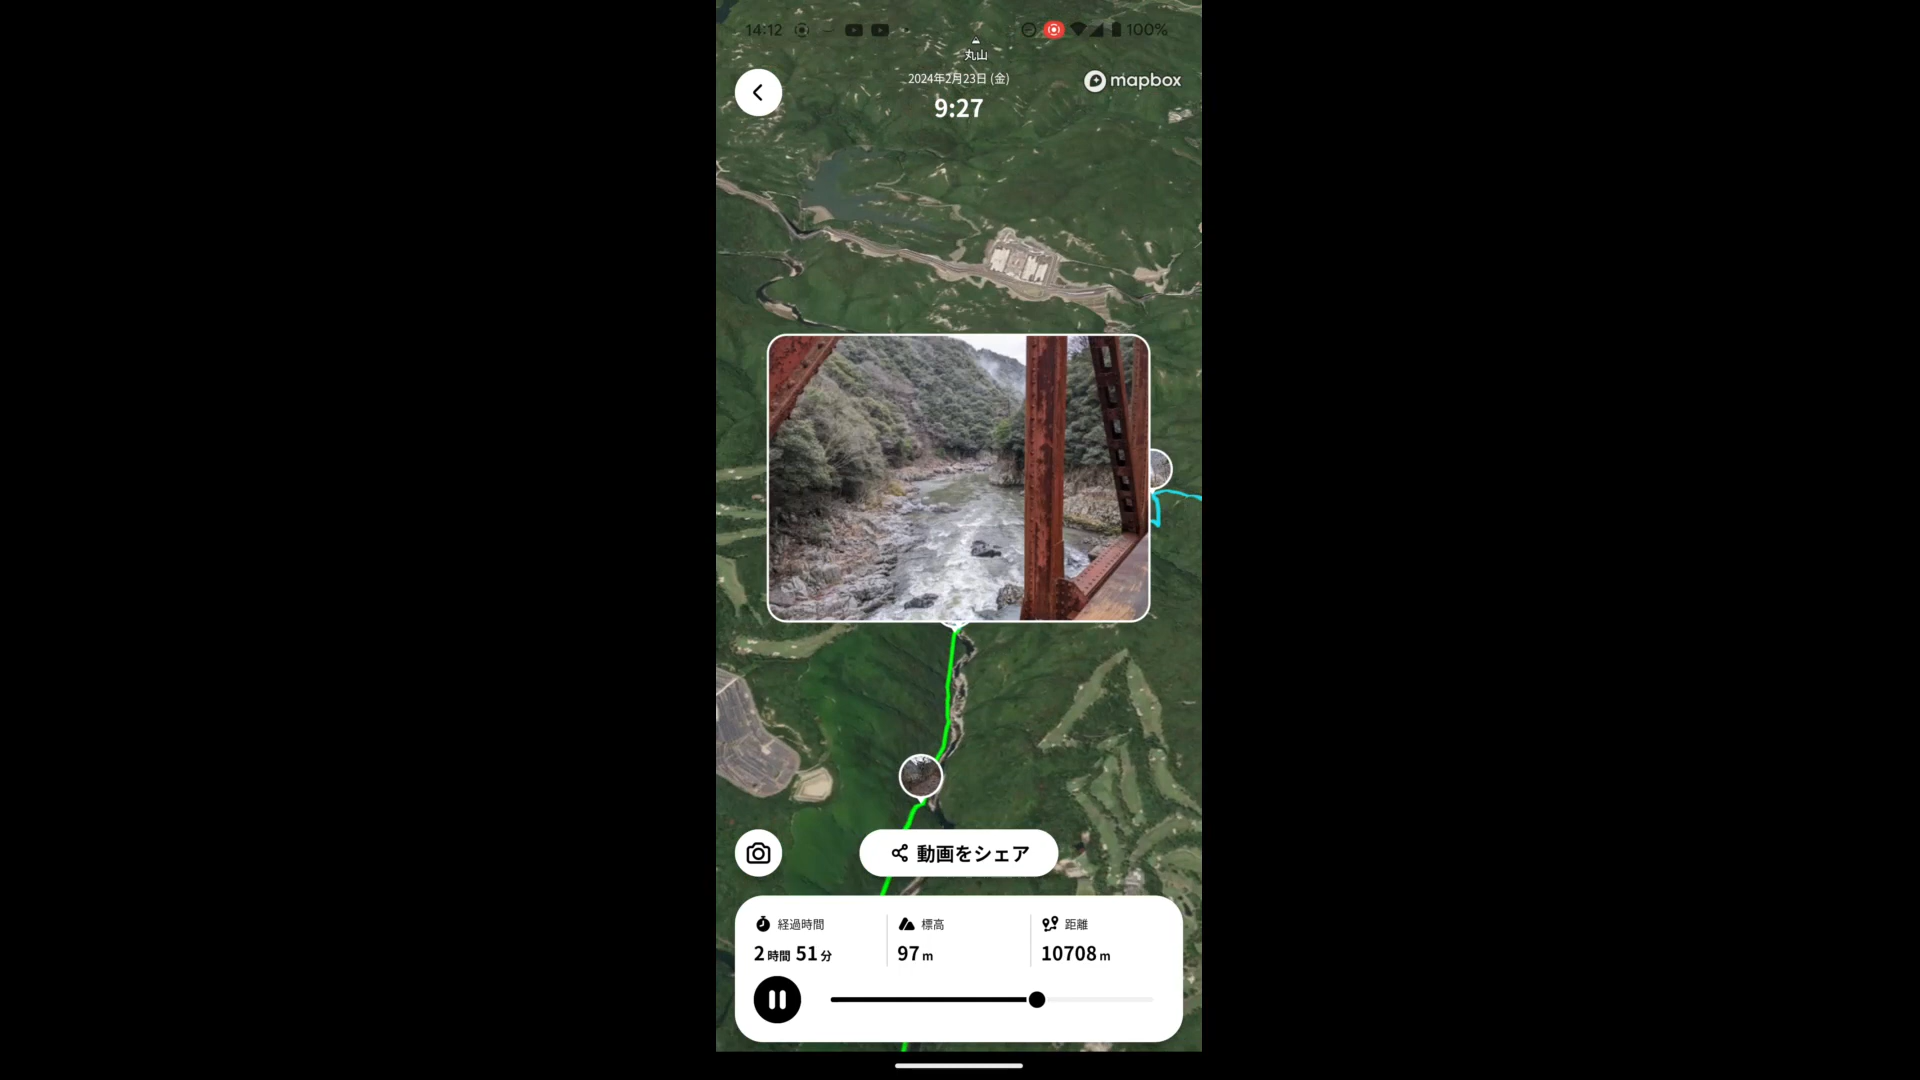 14:12
100%
丸山
2024年2月23日 (金)
9:27
mapbox
動画をシェア
経過時間
2時間 51分
標高
97m
距離
10708m